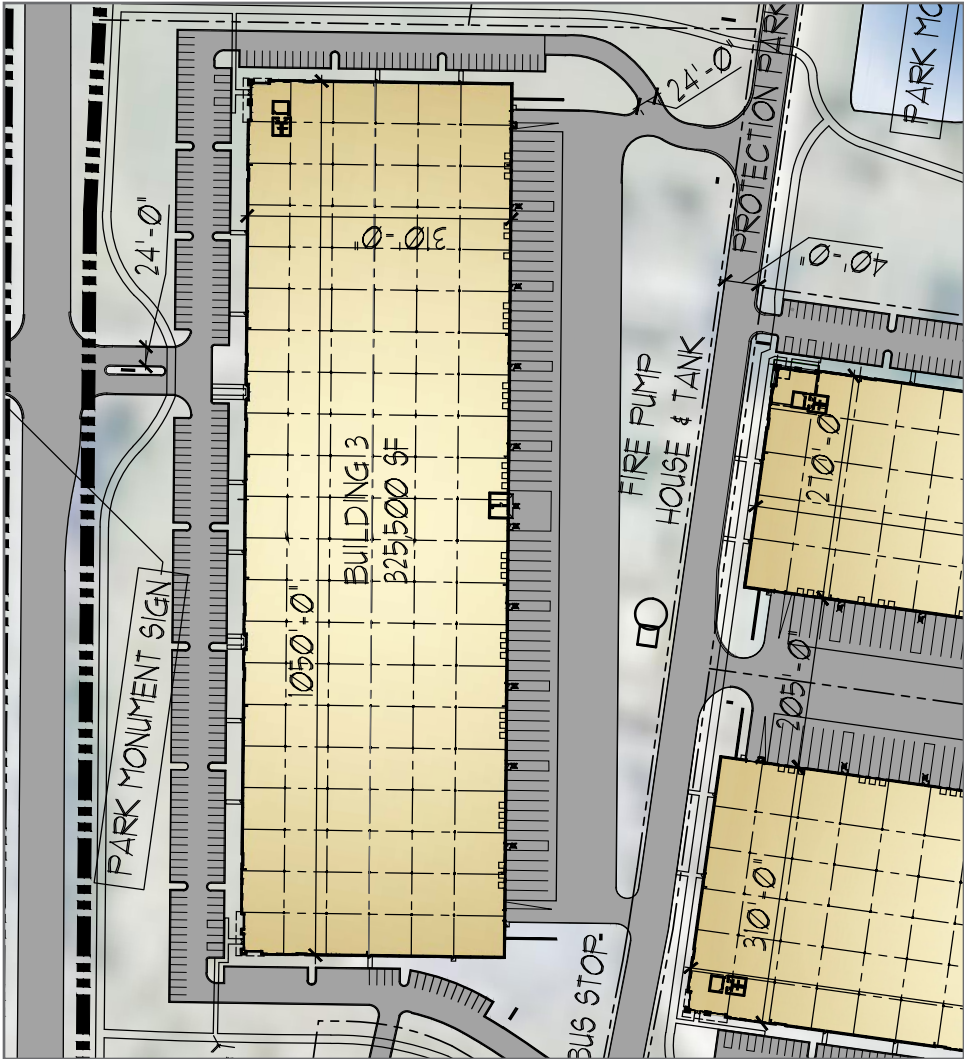 PARK MO
PROTECTION PARK
24'-0"
24'-0"
310'-0"
40'-0"
FIRE PUMP
HOUSE & TANK
270'-0
BUILDING 3
325,500 SF
1050'-0"
PARK MONUMENT SIGN
205'-0"
310'-0"
BUS STOP